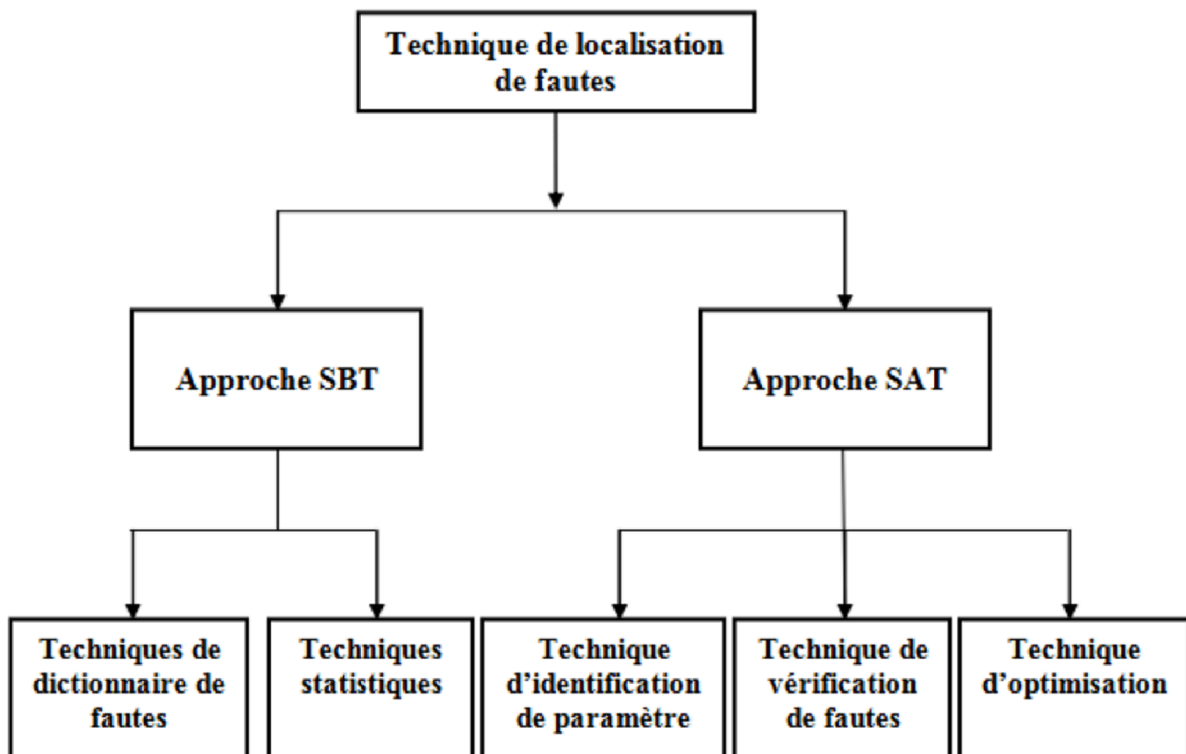 Technique de localisation
de fautes
Approche SBT
Approche SAT
Techniques de
dictionnaire de
fautes
Techniques
statistiques
Technique
d’identification
de paramètre
Technique de
vérification
de fautes
Technique
d’optimisation